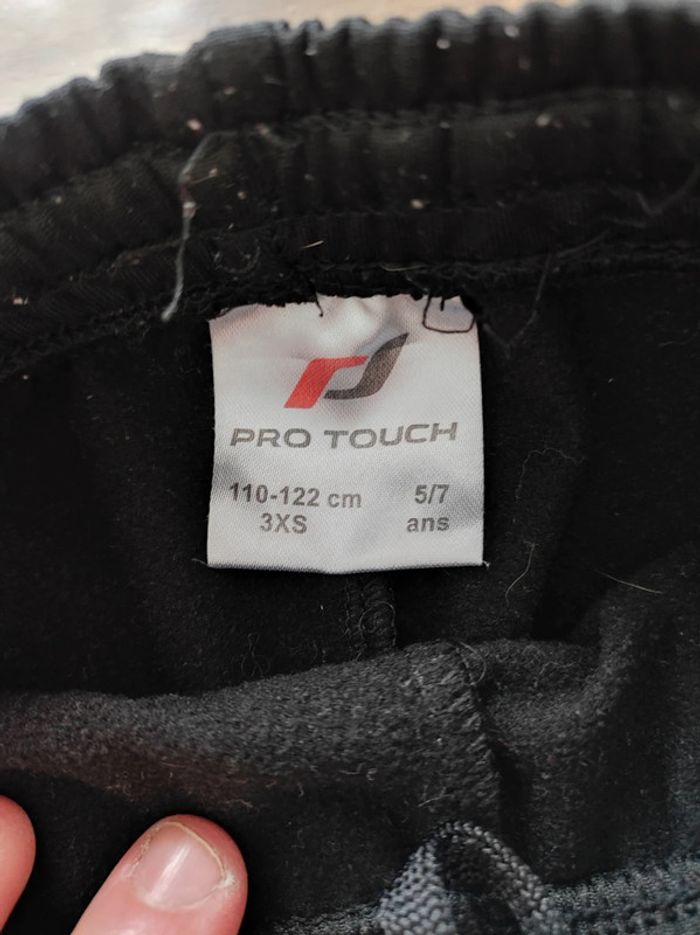 PRO TOUCH
110-122 cm 5/7
3XS ans